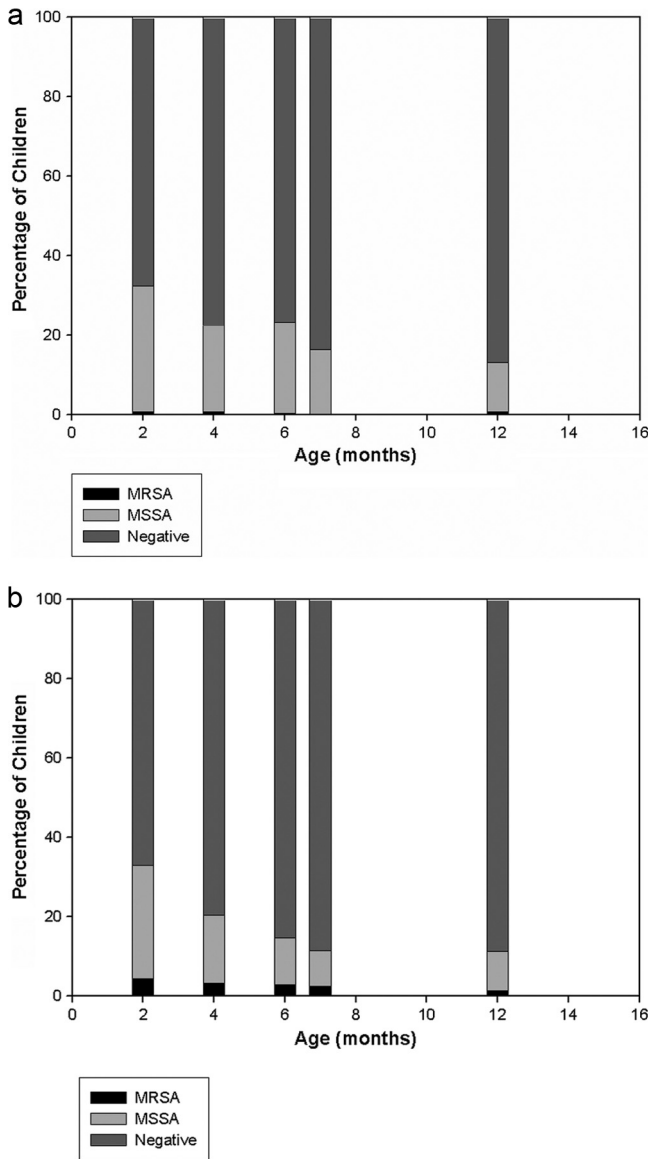 a
100
80
60
40
20
0
Percentage of Children
0 2 4 6 8 10 12 14 16
Age (months)
MRSA
MSSA
Negative
b
100
80
60
40
20
0
Percentage of Children
0 2 4 6 8 10 12 14 16
Age (months)
MRSA
MSSA
Negative